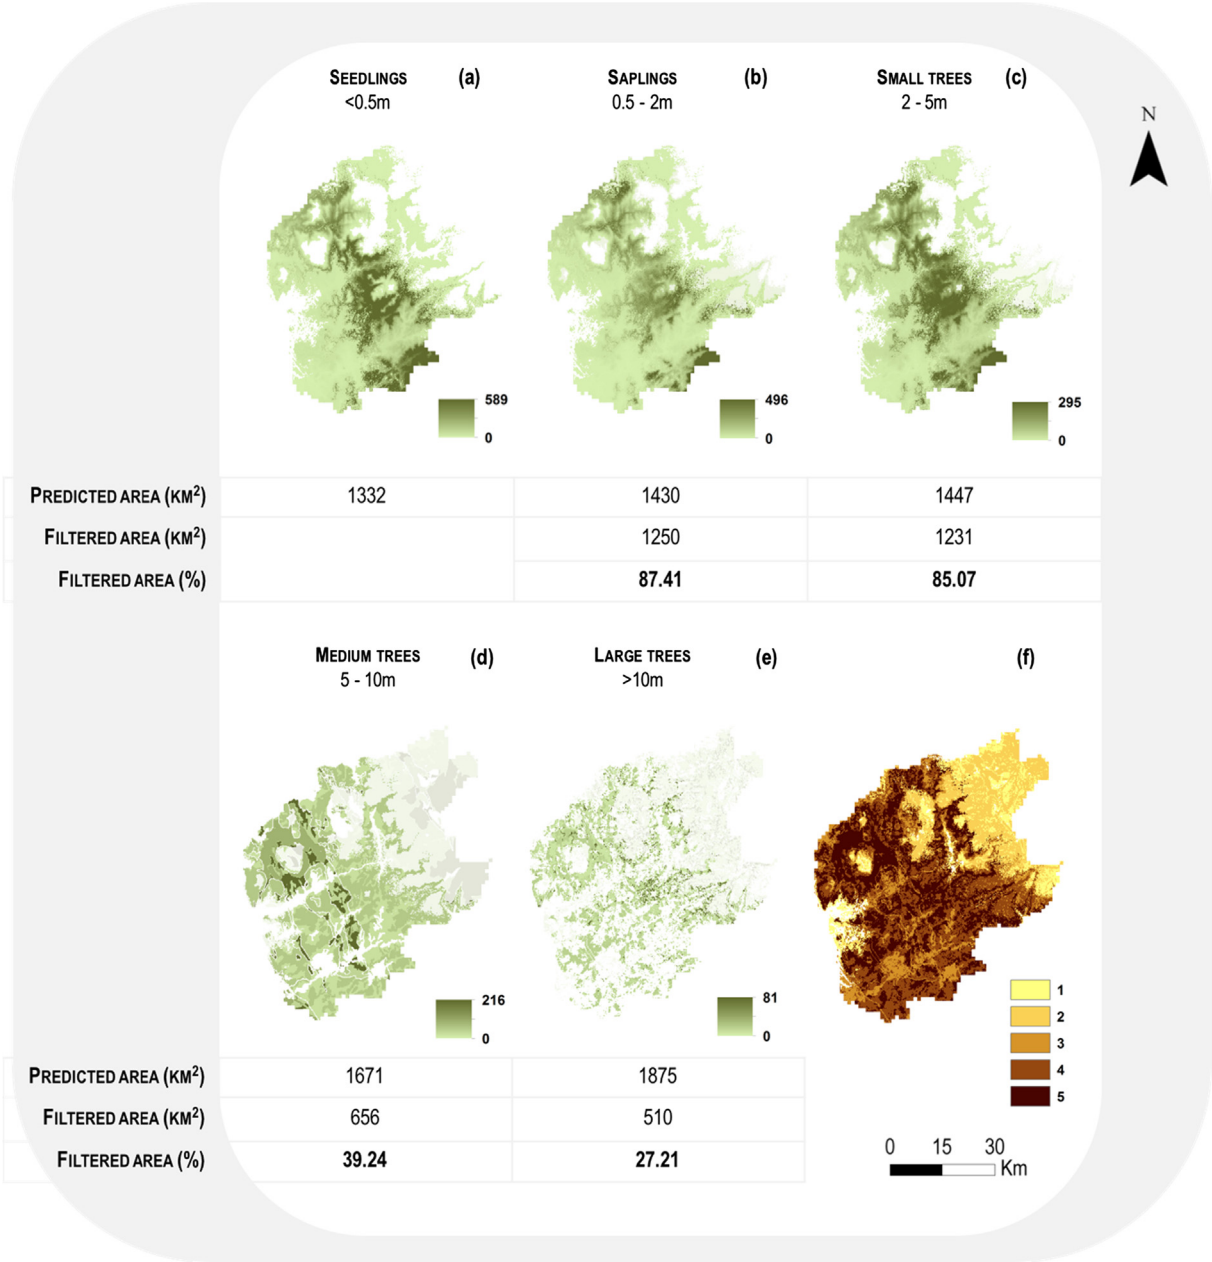 SEEDLINGS (a)
<0.5m
SAPLINGS (b)
0.5 - 2m
SMALL TREES (c)
2 - 5m
N
589
0
496
0
295
0
PREDICTED AREA (KM²) 1332 1430 1447
FILTERED AREA (KM²) 1250 1231
FILTERED AREA (%) 87.41 85.07
MEDIUM TREES (d)
5 - 10m
LARGE TREES (e)
>10m
(f)
216
0
81
0
1
2
3
4
5
PREDICTED AREA (KM²) 1671 1875
FILTERED AREA (KM²) 656 510
FILTERED AREA (%) 39.24 27.21
0 15 30
Km